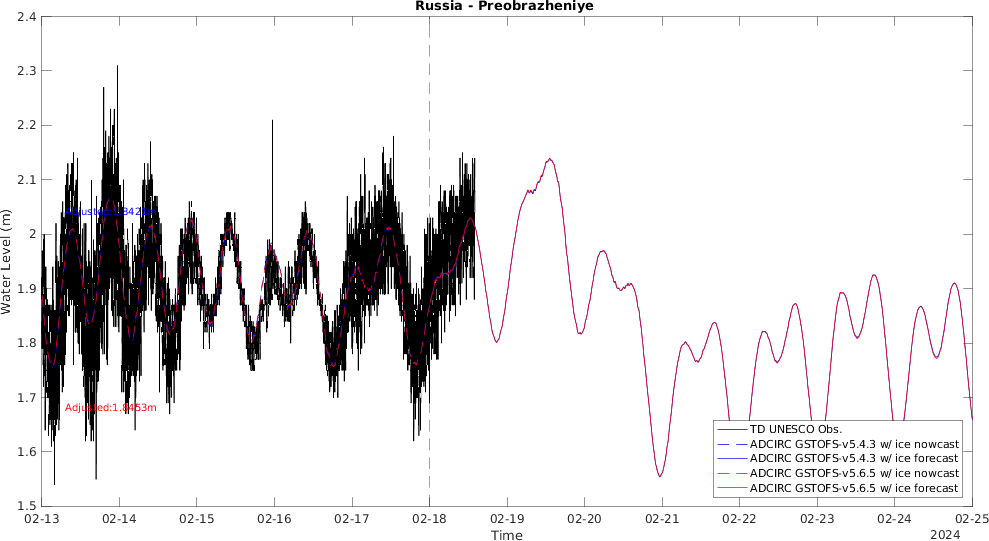 Russia - Preobrazheniye
Water Level (m)
2.4
2.3
2.2
2.1
2
1.9
1.8
1.7
1.6
1.5
Adjusted:1.8453m
TD UNESCO Obs.
ADCIRC GSTOFS-v5.4.3 w/ ice nowcast
ADCIRC GSTOFS-v5.4.3 w/ ice forecast
ADCIRC GSTOFS-v5.6.5 w/ ice nowcast
ADCIRC GSTOFS-v5.6.5 w/ ice forecast
02-13 02-14 02-15 02-16 02-17 02-18 02-19 02-20 02-21 02-22 02-23 02-24 02-25
Time
2024